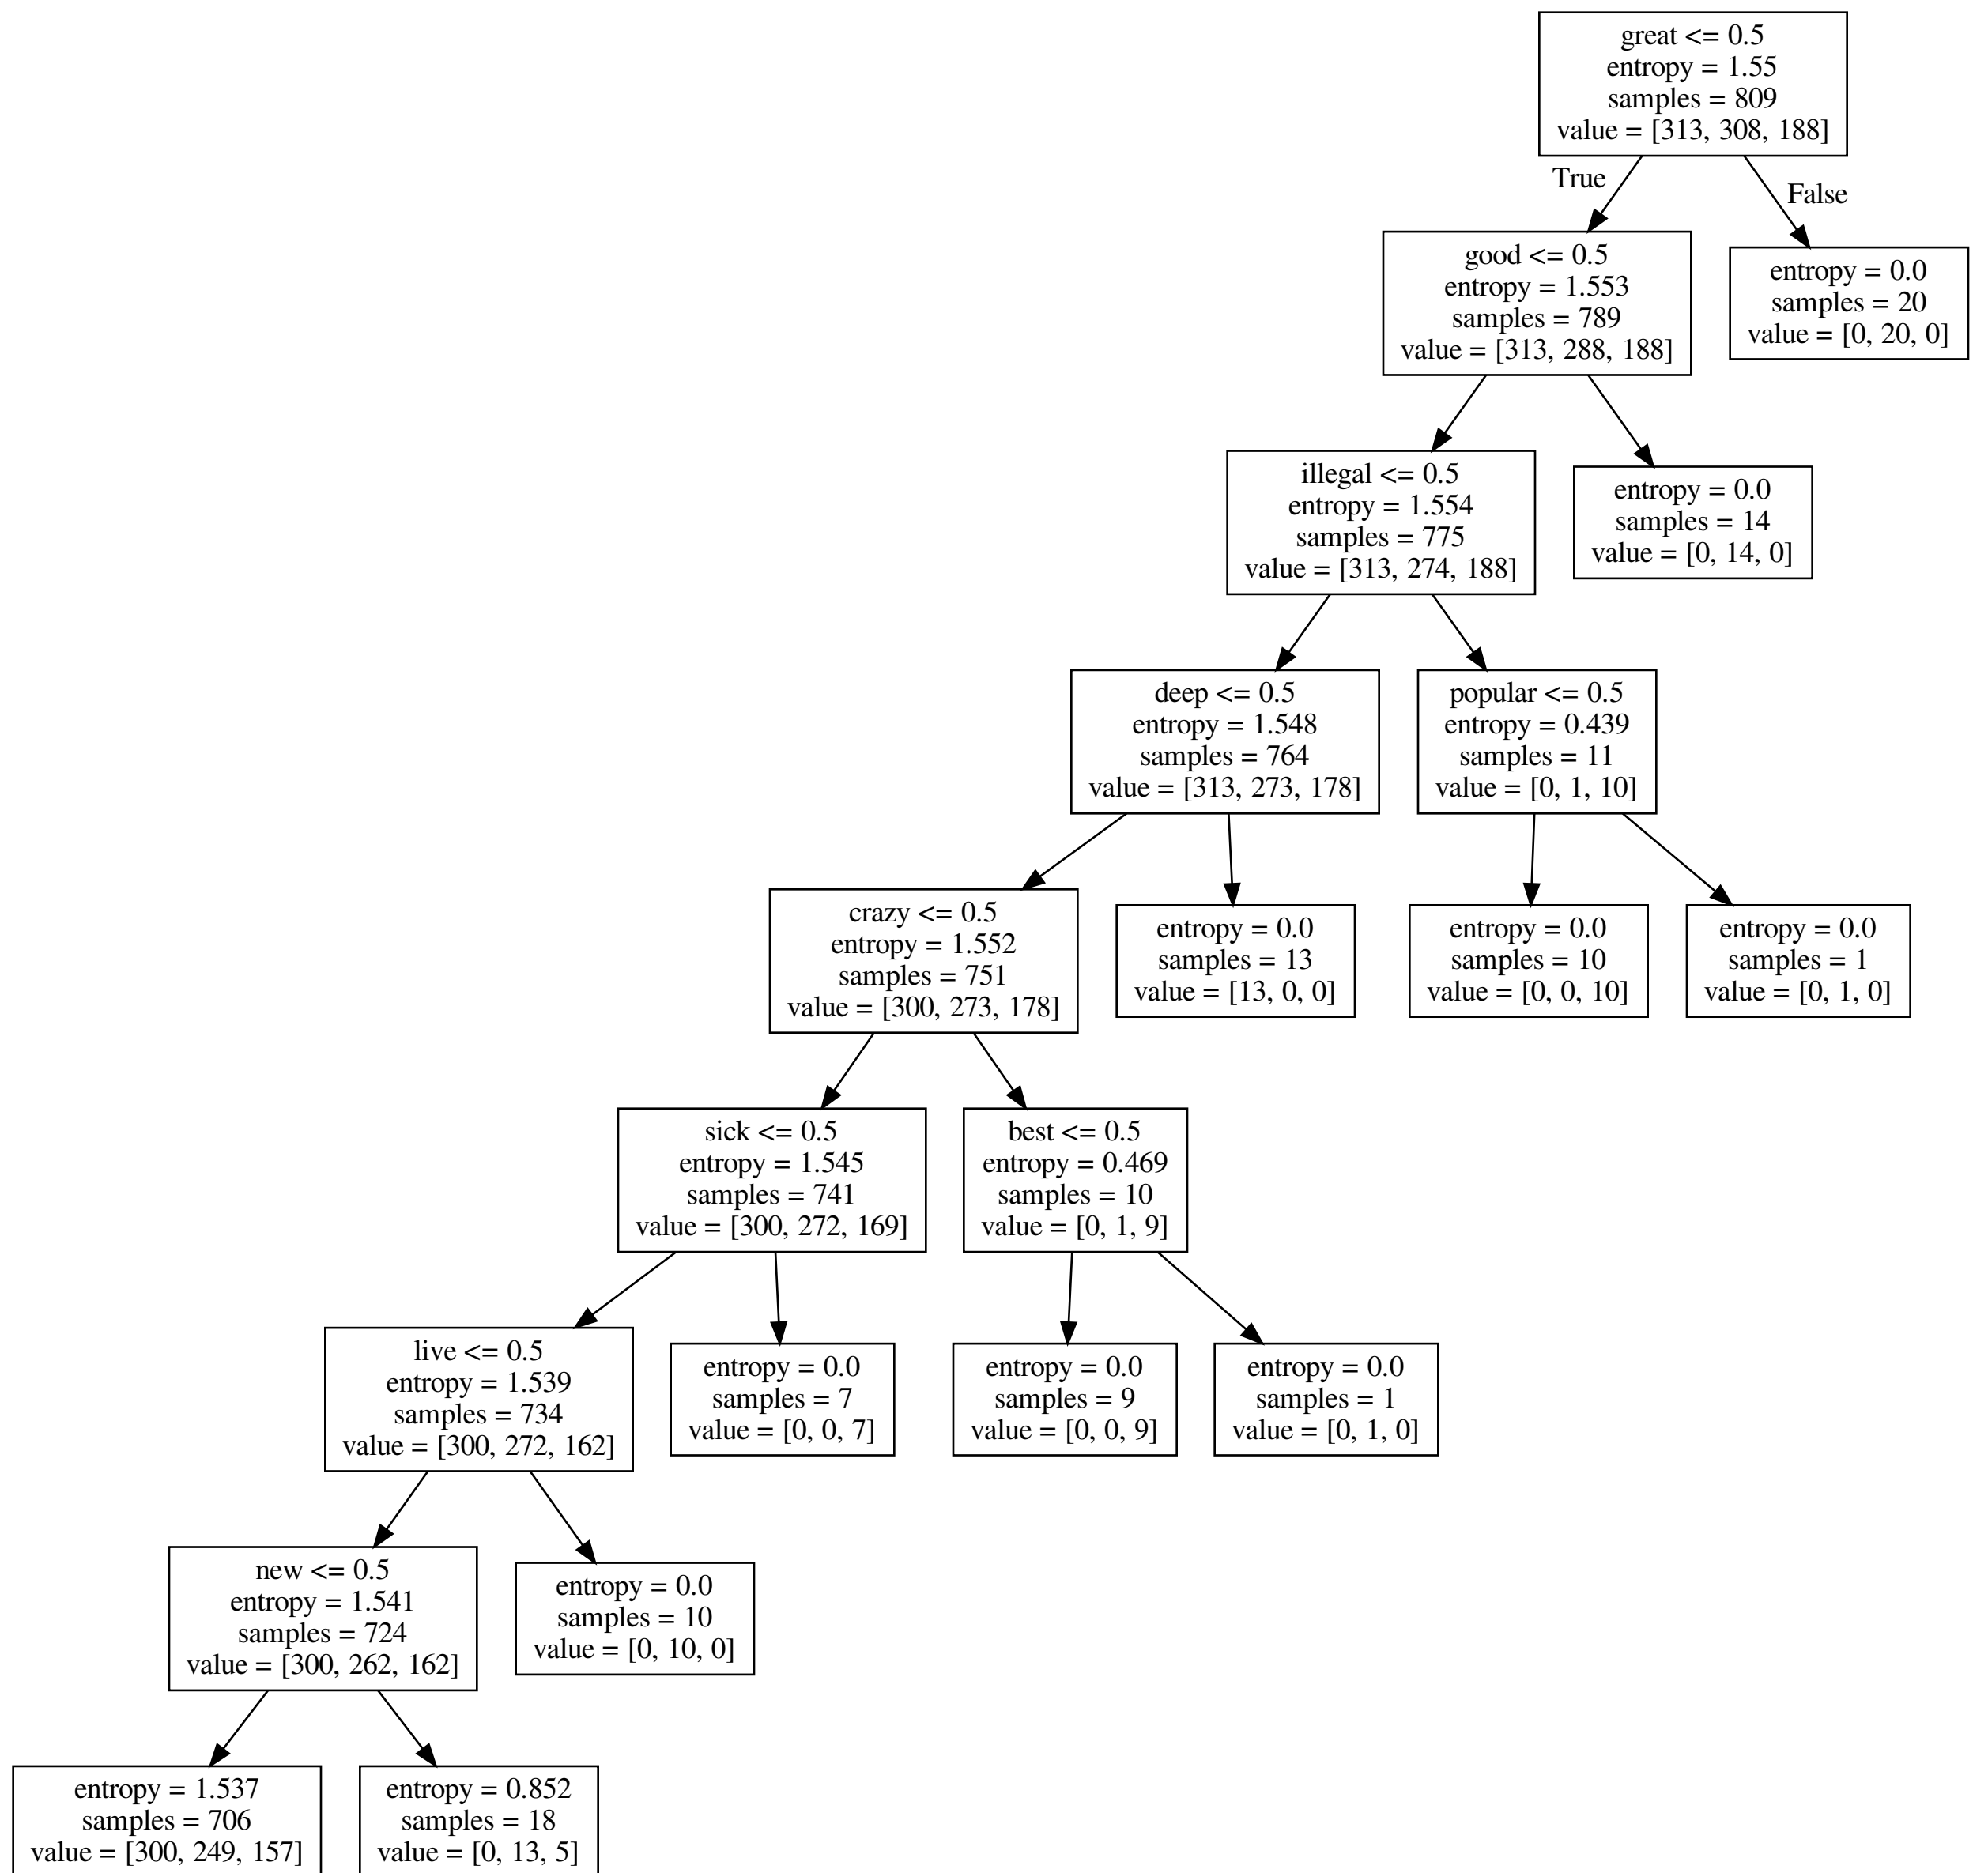 great <= 0.5
entropy = 1.55
samples = 809
value = [313, 308, 188]
True
False
good <= 0.5
entropy = 1.553
samples = 789
value = [313, 288, 188]
entropy = 0.0
samples = 20
value = [0, 20, 0]
illegal <= 0.5
entropy = 1.554
samples = 775
value = [313, 274, 188]
entropy = 0.0
samples = 14
value = [0, 14, 0]
deep <= 0.5
entropy = 1.548
samples = 764
value = [313, 273, 178]
popular <= 0.5
entropy = 0.439
samples = 11
value = [0, 1, 10]
crazy <= 0.5
entropy = 1.552
samples = 751
value = [300, 273, 178]
entropy = 0.0
samples = 13
value = [13, 0, 0]
entropy = 0.0
samples = 10
value = [0, 0, 10]
entropy = 0.0
samples = 1
value = [0, 1, 0]
sick <= 0.5
entropy = 1.545
samples = 741
value = [300, 272, 169]
best <= 0.5
entropy = 0.469
samples = 10
value = [0, 1, 9]
live <= 0.5
entropy = 1.539
samples = 734
value = [300, 272, 162]
entropy = 0.0
samples = 7
value = [0, 0, 7]
entropy = 0.0
samples = 9
value = [0, 0, 9]
entropy = 0.0
samples = 1
value = [0, 1, 0]
new <= 0.5
entropy = 1.541
samples = 724
value = [300, 262, 162]
entropy = 0.0
samples = 10
value = [0, 10, 0]
entropy = 1.537
samples = 706
value = [300, 249, 157]
entropy = 0.852
samples = 18
value = [0, 13, 5]